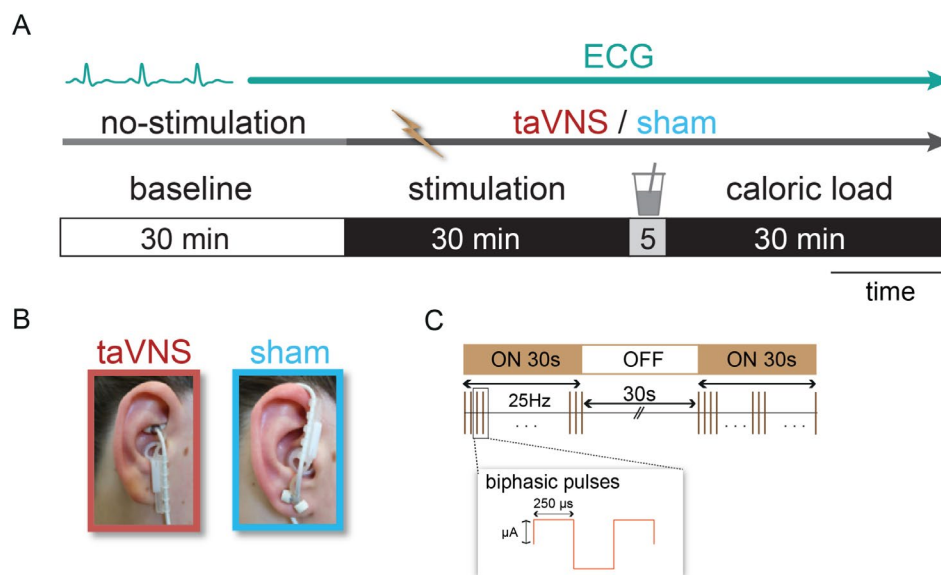 A
ECG
no-stimulation taVNS / sham
baseline stimulation caloric load
30 min 30 min 5 30 min
time
B
taVNS sham
C
ON 30s OFF ON 30s
25Hz 30s
... // ... ...
biphasic pulses
250 µs
µA